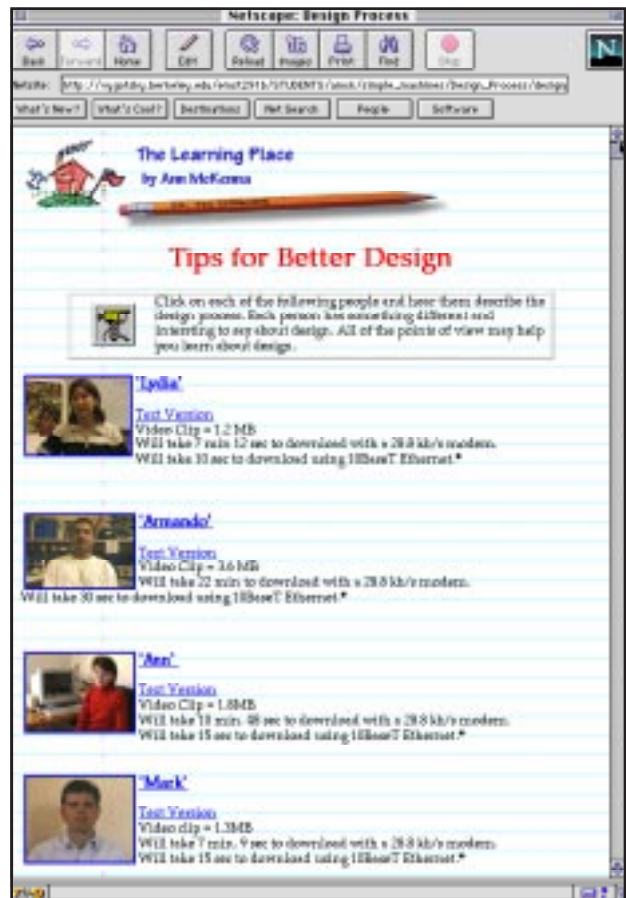 Netscape: Design Process
Back Forward Home Edit Reload Images Print Find Stop
N
Netsite:
What's New? What's Cool? Destinations Net Search People Software
The Learning Place
by Ann McKenna
Tips for Better Design
Click on each of the following people and hear them describe the
design process. Each person has something different and
interesting to say about design. All of the points of view may help
you learn about design.
'Lydia'
Text Version
Video Clip = 1.2 MB
Will take 7 min 12 sec to download with a 28.8 kb/s modem.
Will take 10 sec to download using 10BaseT Ethernet.*
'Armando'
Text Version
Video Clip = 3.6 MB
Will take 22 min to download with a 28.8 kb/s modem.
Will take 30 sec to download using 10BaseT Ethernet.*
'Ann'
Text Version
Video Clip = 1.8MB
Will take 10 min. 48 sec to download with a 28.8 kb/s modem.
Will take 15 sec to download using 10BaseT Ethernet.*
'Mark'
Text Version
Video clip = 1.3MB
Will take 7 min. 9 sec to download with a 28.8 kb/s modem.
Will take 15 sec to download using 10BaseT Ethernet.*